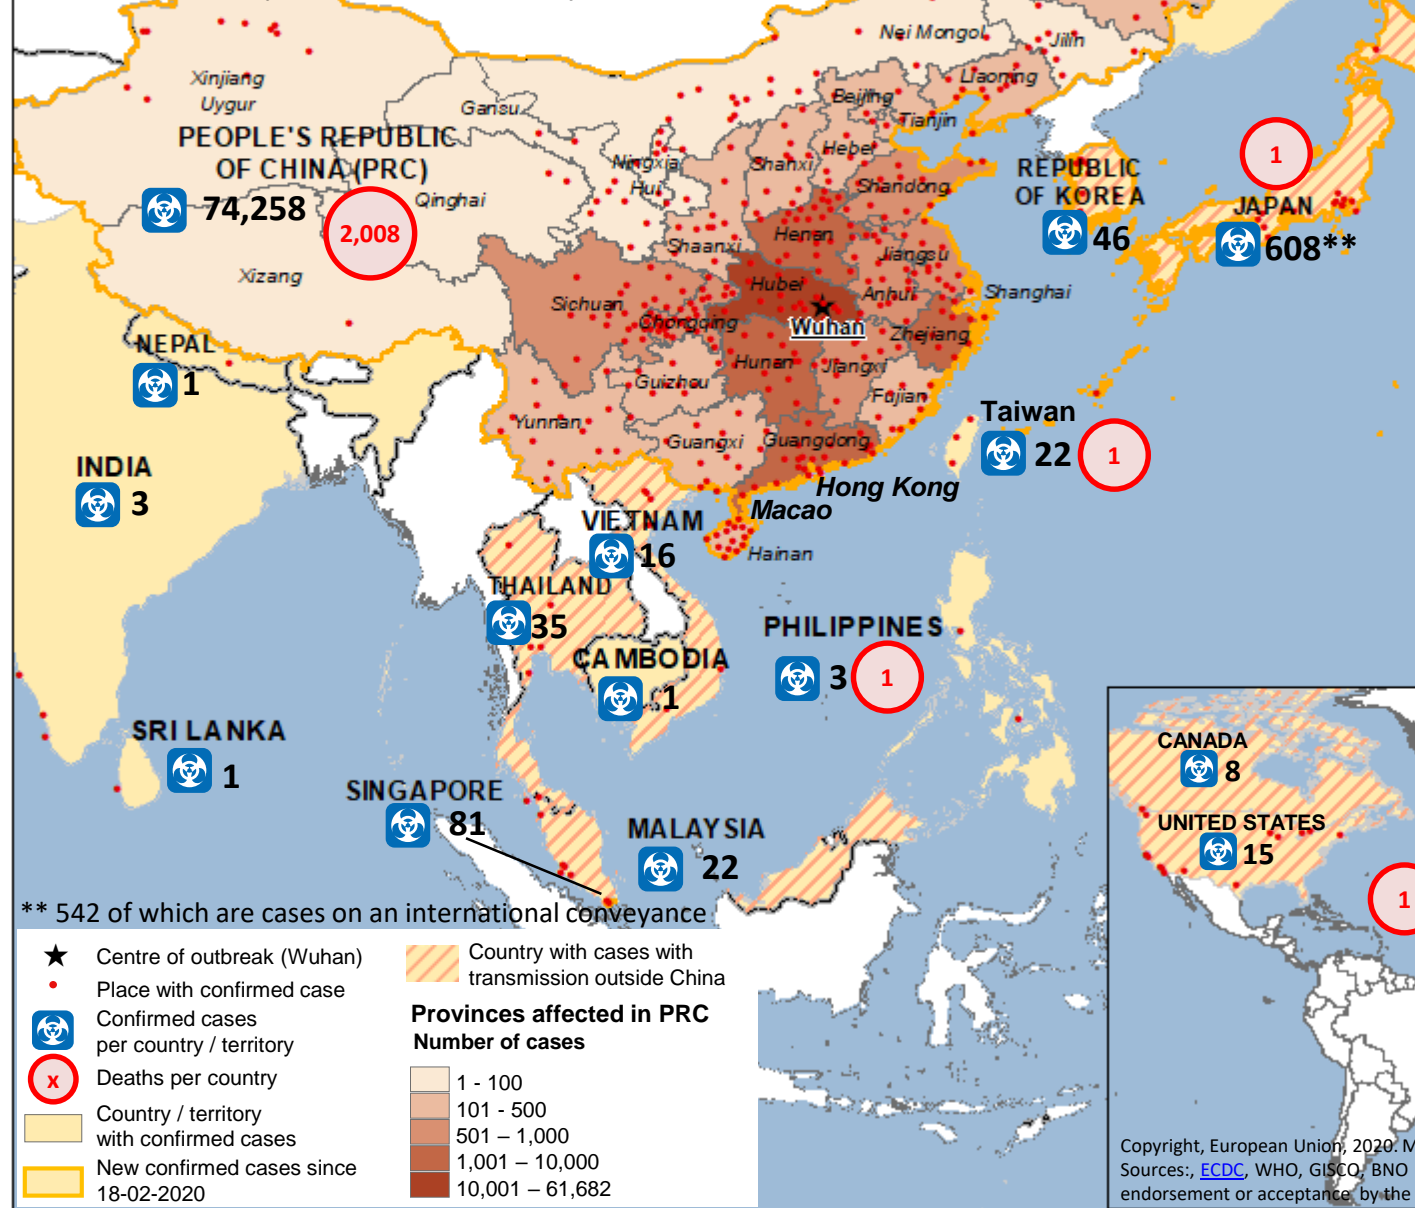 Nei Mongol
Jilin
Xinjiang
Uygur
Gansu
Beijing
Liaoning
Tianjin
PEOPLE'S REPUBLIC
OF CHINA (PRC)
74,258
2,008
Ningxia
Hui
Shanxi
Hebei
Qinghai
Shandong
REPUBLIC
OF KOREA
46
1
JAPAN
608**
Shaanxi
Henan
Jiangsu
Xizang
Sichuan
Hubei
Anhui
Shanghai
Chongqing
Wuhan
Zhejiang
NEPAL
1
Hunan
Jiangxi
Guizhou
Fujian
Yunnan
Guangxi
Guangdong
Taiwan
22
1
INDIA
3
Hong Kong
Macao
Hainan
VIETNAM
16
THAILAND
35
CAMBODIA
1
PHILIPPINES
3
1
SRI LANKA
1
SINGAPORE
81
MALAYSIA
22
CANADA
8
UNITED STATES
15
1
** 542 of which are cases on an international conveyance
Centre of outbreak (Wuhan)
Place with confirmed case
Confirmed cases
per country / territory
x
Deaths per country
Country / territory
with confirmed cases
New confirmed cases since
18-02-2020
Country with cases with
transmission outside China
Provinces affected in PRC
Number of cases
1 - 100
101 - 500
501 – 1,000
1,001 – 10,000
10,001 – 61,682
Copyright, European Union, 2020. M
Sources:, ECDC, WHO, GISCO, BNO
endorsement or acceptance by the